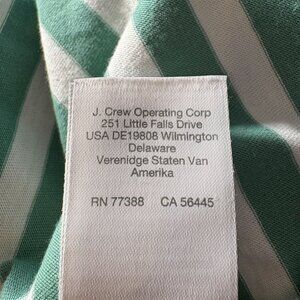 J. Crew Operating Corp
251 Little Falls Drive
USA DE19808 Wilmington
Delaware
Verenidge Staten Van
Amerika
RN 77388 CA 56445